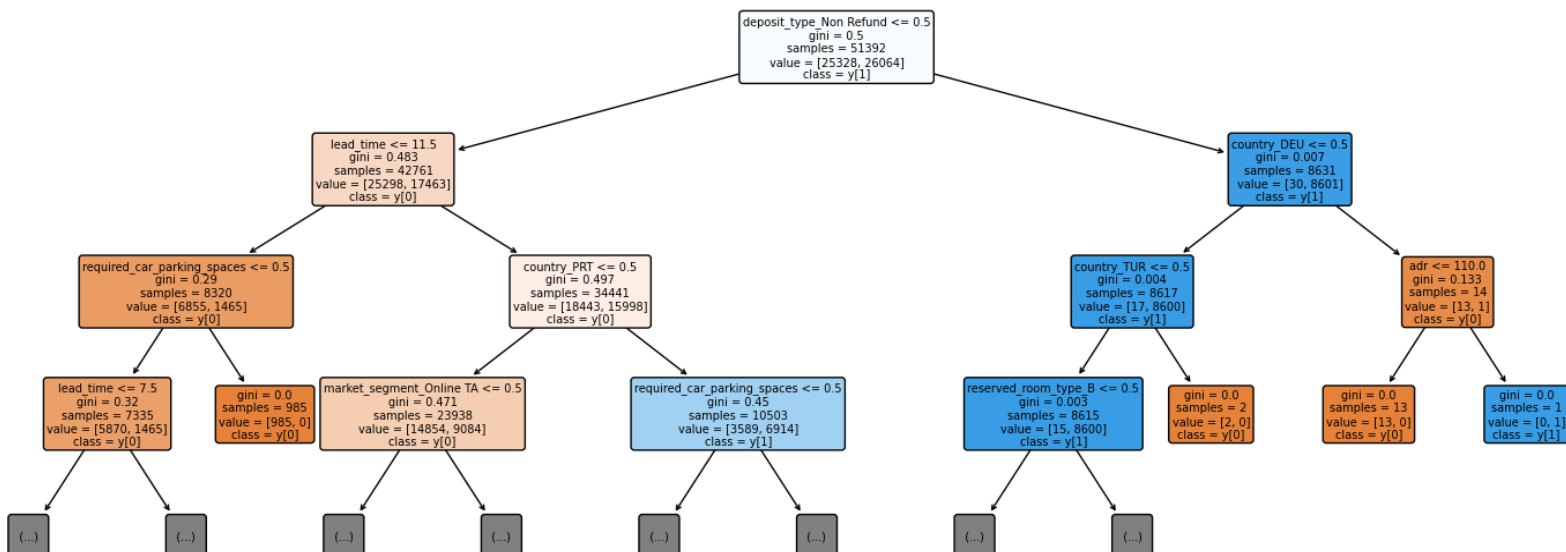 deposit_type_Non Refund <= 0.5
gini = 0.5
samples = 51392
value = [25328, 26064]
class = y[1]
lead_time <= 11.5
gini = 0.483
samples = 42761
value = [25298, 17463]
class = y[0]
country_DEU <= 0.5
gini = 0.007
samples = 8631
value = [30, 8601]
class = y[1]
required_car_parking_spaces <= 0.5
gini = 0.29
samples = 8320
value = [6855, 1465]
class = y[0]
country_PRT <= 0.5
gini = 0.497
samples = 34441
value = [18443, 15998]
class = y[0]
country_TUR <= 0.5
gini = 0.004
samples = 8617
value = [17, 8600]
class = y[1]
adr <= 110.0
gini = 0.133
samples = 14
value = [13, 1]
class = y[0]
lead_time <= 7.5
gini = 0.32
samples = 7335
value = [5870, 1465]
class = y[0]
gini = 0.0
samples = 985
value = [985, 0]
class = y[0]
market_segment_Online TA <= 0.5
gini = 0.471
samples = 23938
value = [14854, 9084]
class = y[0]
required_car_parking_spaces <= 0.5
gini = 0.45
samples = 10503
value = [3589, 6914]
class = y[1]
reserved_room_type_B <= 0.5
gini = 0.003
samples = 8615
value = [15, 8600]
class = y[1]
gini = 0.0
samples = 2
value = [2, 0]
class = y[0]
gini = 0.0
samples = 13
value = [13, 0]
class = y[0]
gini = 0.0
samples = 1
value = [0, 1]
class = y[1]
(...)
(...)
(...)
(...)
(...)
(...)
(...)
(...)